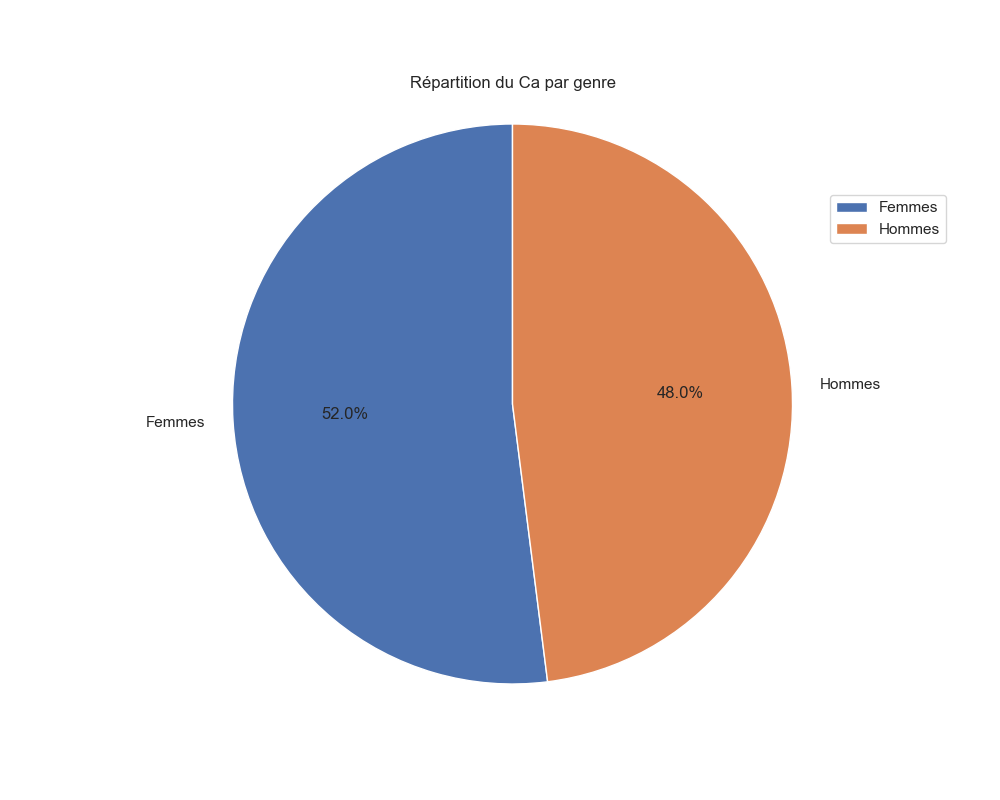 Répartition du Ca par genre
Femmes
Hommes
Hommes
48.0%
52.0%
Femmes